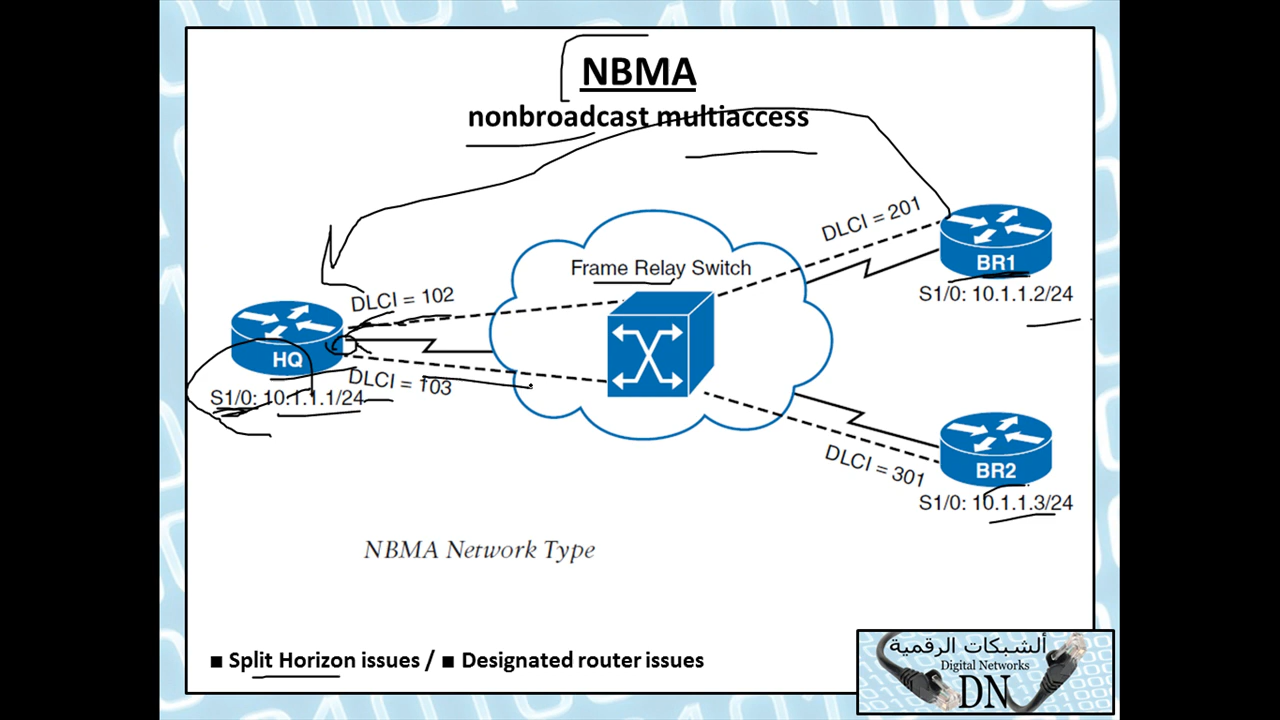 NBMA
nonbroadcast multiaccess
DLCI = 201
Frame Relay Switch
BR1
S1/0: 10.1.1.2/24
DLCI = 102
HQ
DLCI = 103
S1/0: 10.1.1.1/24
DLCI = 301
BR2
S1/0: 10.1.1.3/24
NBMA Network Type
■ Split Horizon issues / ■ Designated router issues
ألشبكات الرقمية
Digital Networks
DN